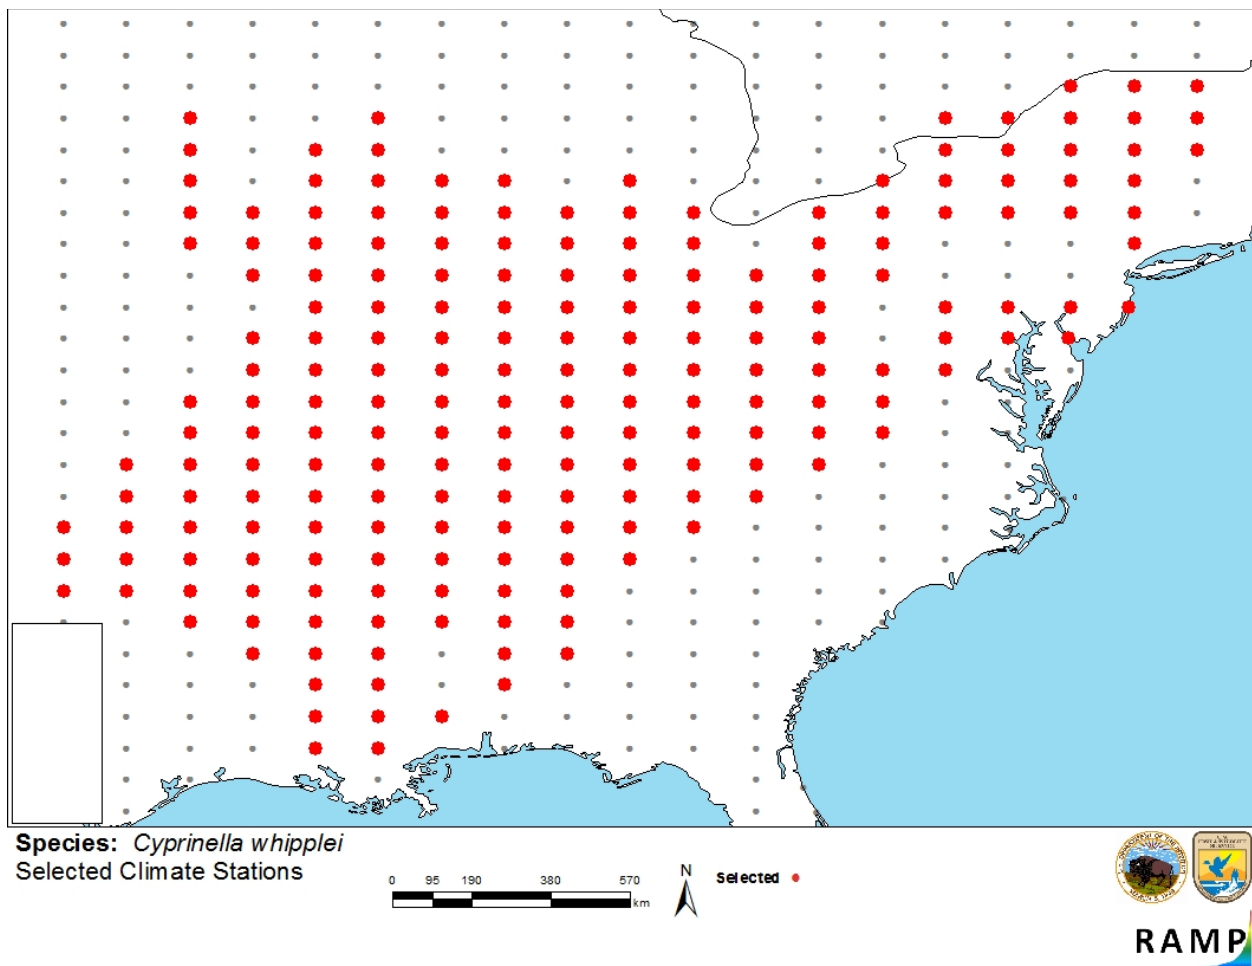 Species: Cyprinella whipplei
Selected Climate Stations
0 95 190 380 570
km
N
Selected
RAMP